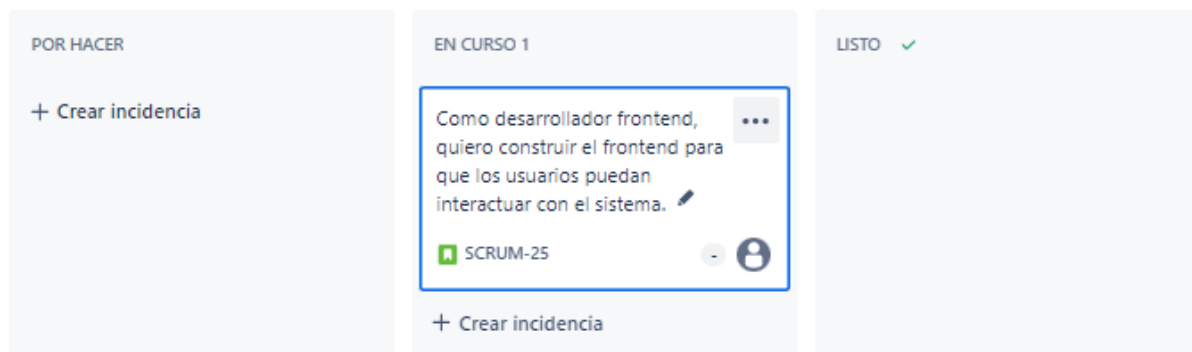 POR HACER
+ Crear incidencia
EN CURSO 1
Como desarrollador frontend,
quiero construir el frontend para
que los usuarios puedan
interactuar con el sistema.
SCRUM-25
-
+ Crear incidencia
LISTO